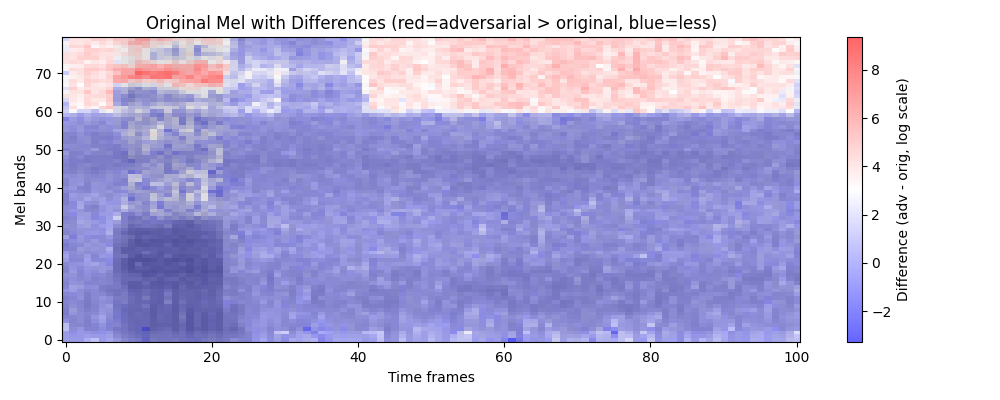 Original Mel with Differences (red=adversarial > original, blue=less)
Mel bands
70
60
50
40
30
20
10
0
0 20 40 60 80 100
Time frames
8
6
4
2
0
−2
Difference (adv - orig, log scale)